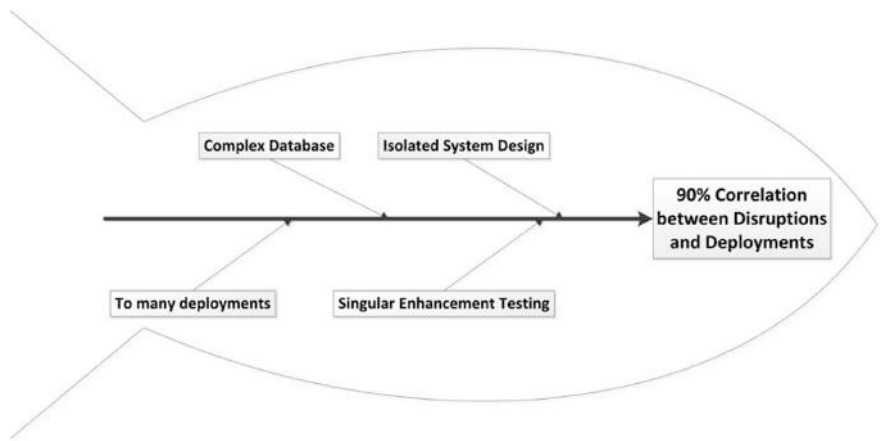 Complex Database
Isolated System Design
90% Correlation
between Disruptions
and Deployments
To many deployments
Singular Enhancement Testing